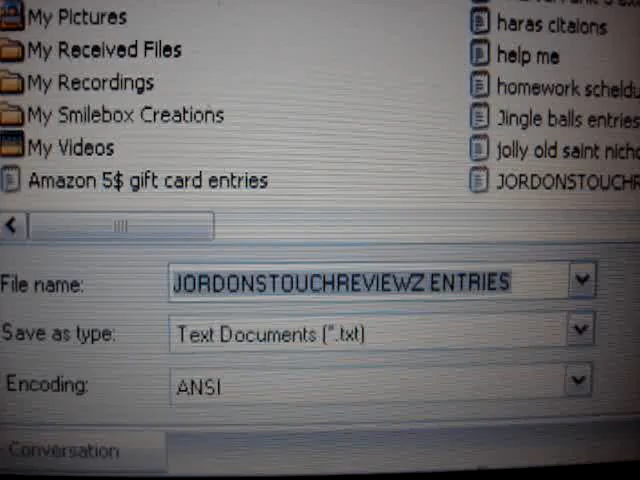 My Pictures
My Received Files
My Recordings
My Smilebox Creations
My Videos
Amazon 5$ gift card entries
haras citaions
help me
homework scheldu
Jingle balls entries
jolly old saint nicho
JORDONSTOUCHR
File name:
JORDONSTOUCHREVIEWZ ENTRIES
Save as type:
Text Documents (*.txt)
Encoding:
ANSI
Conversation